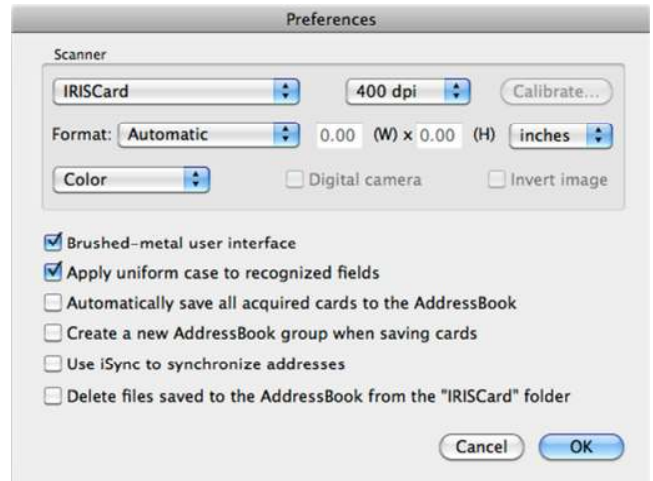 Preferences
Scanner
IRISCard 400 dpi Calibrate...
Format: Automatic 0.00 (W) x 0.00 (H) inches
Color Digital camera Invert image
Brushed-metal user interface
Apply uniform case to recognized fields
Automatically save all acquired cards to the AddressBook
Create a new AddressBook group when saving cards
Use iSync to synchronize addresses
Delete files saved to the AddressBook from the "IRISCard" folder
Cancel OK